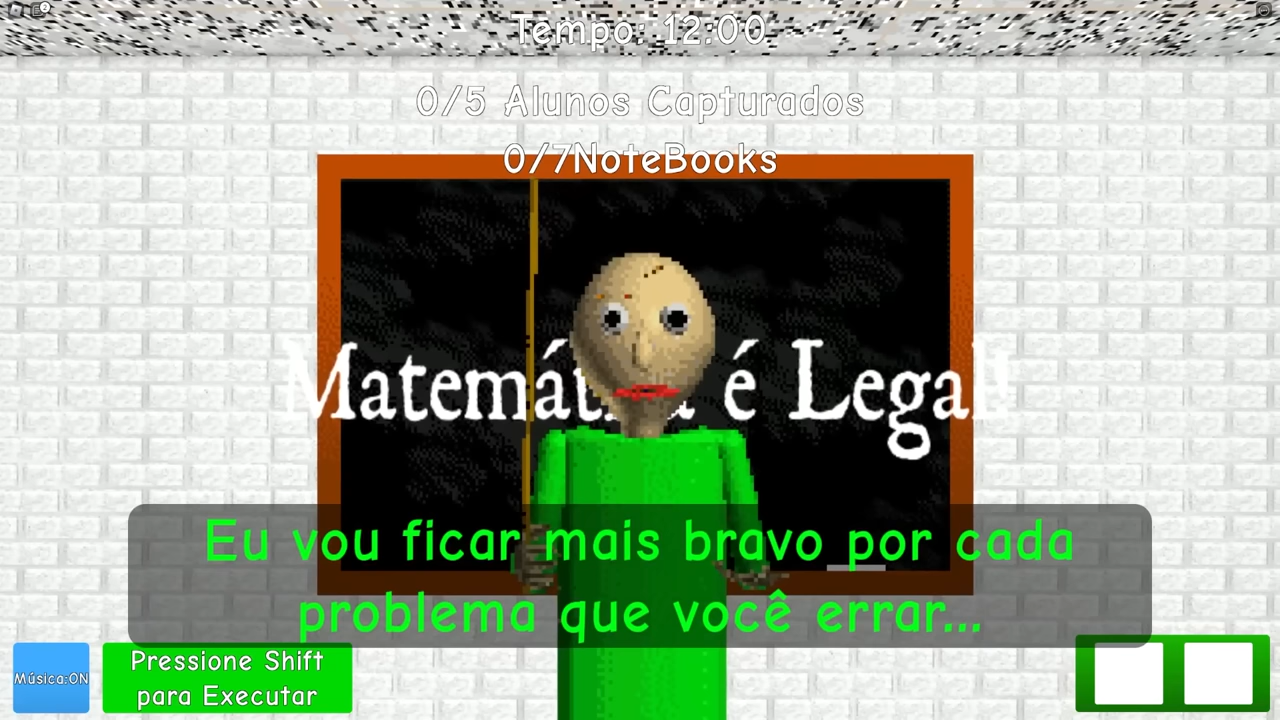 Tempo: 12:00
0/5 Alunos Capturados
0/7NoteBooks
Matemática é Legal!
Eu vou ficar mais bravo por cada
problema que você errar...
Música:ON
Pressione Shift
para Executar